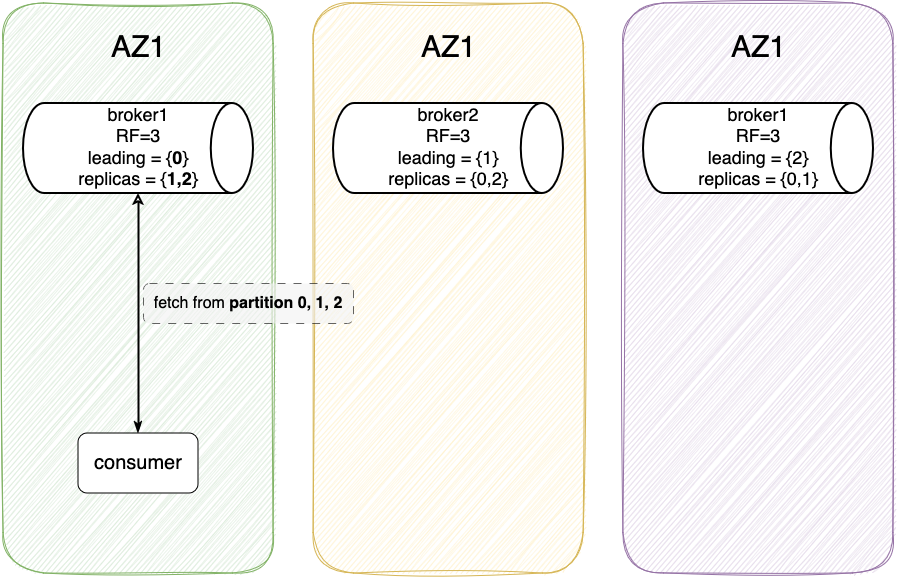 AZ1
broker1
RF=3
leading = {0}
replicas = {1,2}
fetch from partition 0, 1, 2
consumer
AZ1
broker2
RF=3
leading = {1}
replicas = {0,2}
AZ1
broker1
RF=3
leading = {2}
replicas = {0,1}